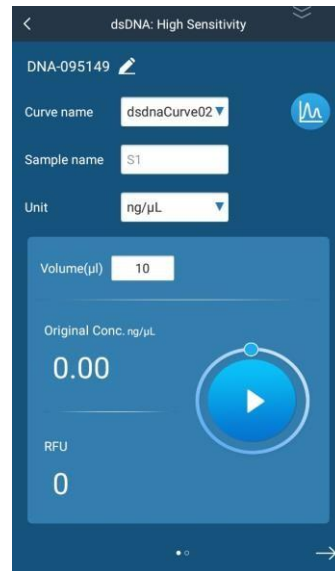 dsDNA: High Sensitivity
DNA-095149
Curve name dsdnaCurve02
Sample name S1
Unit ng/µL
Volume(µl) 10
Original Conc. ng/µL
0.00
RFU
0